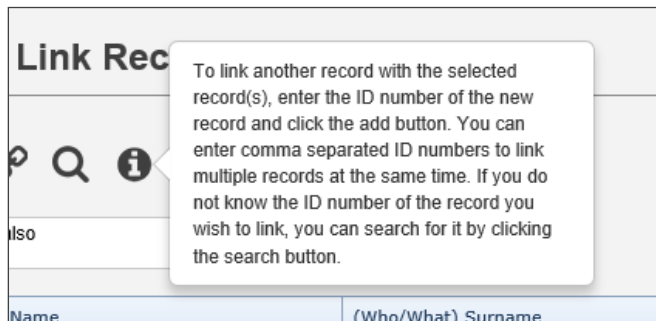 Link Rec
To link another record with the selected
record(s), enter the ID number of the new
record and click the add button. You can
enter comma separated ID numbers to link
multiple records at the same time. If you do
not know the ID number of the record you
wish to link, you can search for it by clicking
the search button.
also
Name
(Who/What) Surname